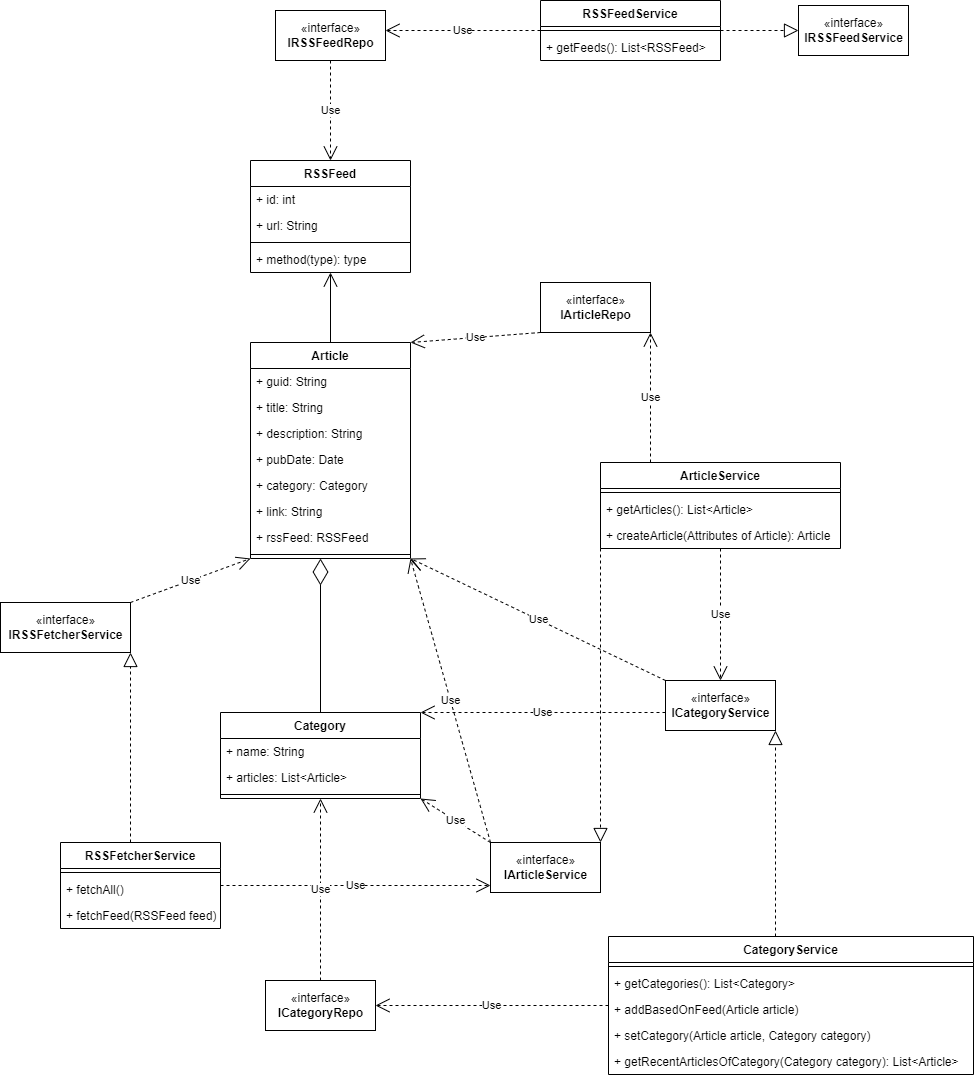 «interface»
IRSSFeedRepo
Use
RSSFeedService
+ getFeeds(): List<RSSFeed>
«interface»
IRSSFeedService
Use
RSSFeed
+ id: int
+ url: String
+ method(type): type
«interface»
IArticleRepo
Use
Article
+ guid: String
+ title: String
+ description: String
+ pubDate: Date
+ category: Category
+ link: String
+ rssFeed: RSSFeed
Use
ArticleService
+ getArticles(): List<Article>
+ createArticle(Attributes of Article): Article
Use
«interface»
IRSSFetcherService
Use
Use
«interface»
ICategoryService
Use
Use
Category
+ name: String
+ articles: List<Article>
Use
RSSFetcherService
+ fetchAll()
+ fetchFeed(RSSFeed feed)
Use
Use
«interface»
IArticleService
«interface»
ICategoryRepo
Use
CategoryService
+ getCategories(): List<Category>
+ addBasedOnFeed(Article article)
+ setCategory(Article article, Category category)
+ getRecentArticlesOfCategory(Category category): List<Article>